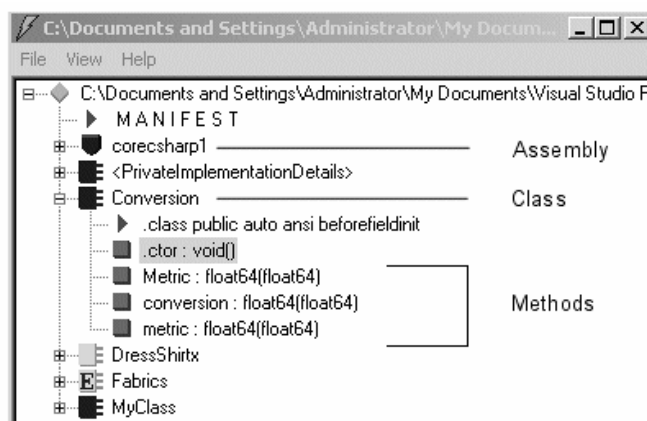 C:\Documents and Settings\Administrator\My Docum...
File View Help
C:\Documents and Settings\Administrator\My Documents\Visual Studio P
MANIFEST
corecsharp1 Assembly
<PrivateImplementationDetails>
Conversion Class
.class public auto ansi beforefieldinit
.ctor : void()
Metric : float64(float64)
conversion : float64(float64) Methods
metric : float64(float64)
DressShirtx
E Fabrics
MyClass